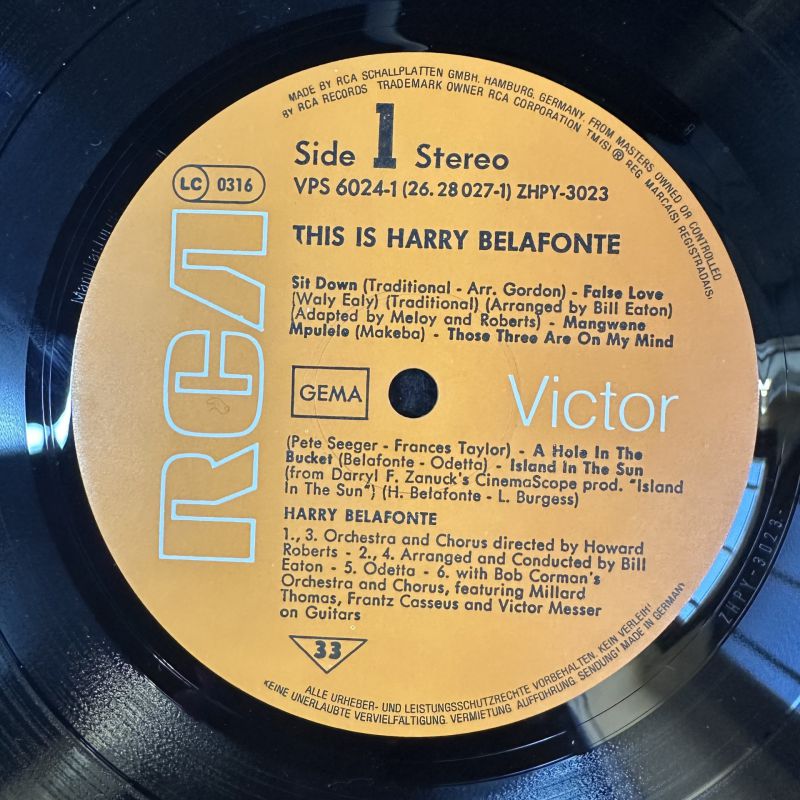 MADE BY RCA SCHALLPLATTEN GMBH. HAMBURG, GERMANY. FROM MASTERS OWNED OR CONTROLLED
BY RCA RECORDS TRADEMARK OWNER RCA CORPORATION TM(S) ® REG MARCA(S) REGISTRADA(S)
Side 1 Stereo
LC 0316
VPS 6024-1 (26.28 027-1) ZHPY-3023
THIS IS HARRY BELAFONTE
RCA
Sit Down (Traditional - Arr. Gordon) - False Love
(Waly Ealy) (Traditional) (Arranged by Bill Eaton)
(Adapted by Meloy and Roberts) - Mangwene
Mpulele (Makeba) - Those Three Are On My Mind
GEMA
Victor
(Pete Seeger - Frances Taylor) - A Hole In The
Bucket (Belafonte - Odetta) - Island In The Sun
(from Darryl F. Zanuck's CinemaScope prod. "Island
In The Sun") (H. Belafonte - L. Burgess)
HARRY BELAFONTE
1., 3. Orchestra and Chorus directed by Howard
Roberts - 2., 4. Arranged and Conducted by Bill
Eaton - 5. Odetta - 6. with Bob Corman's
Orchestra and Chorus, featuring Millard
Thomas, Frantz Casseus and Victor Messer
on Guitars
33
ALLE URHEBER- UND LEISTUNGSSCHUTZRECHTE VORBEHALTEN. KEIN VERLEIH!
KEINE UNERLAUBTE VERVIELFÄLTIGUNG, VERMIETUNG, AUFFÜHRUNG, SENDUNG! MADE IN GERMANY
ZHPY-3023-